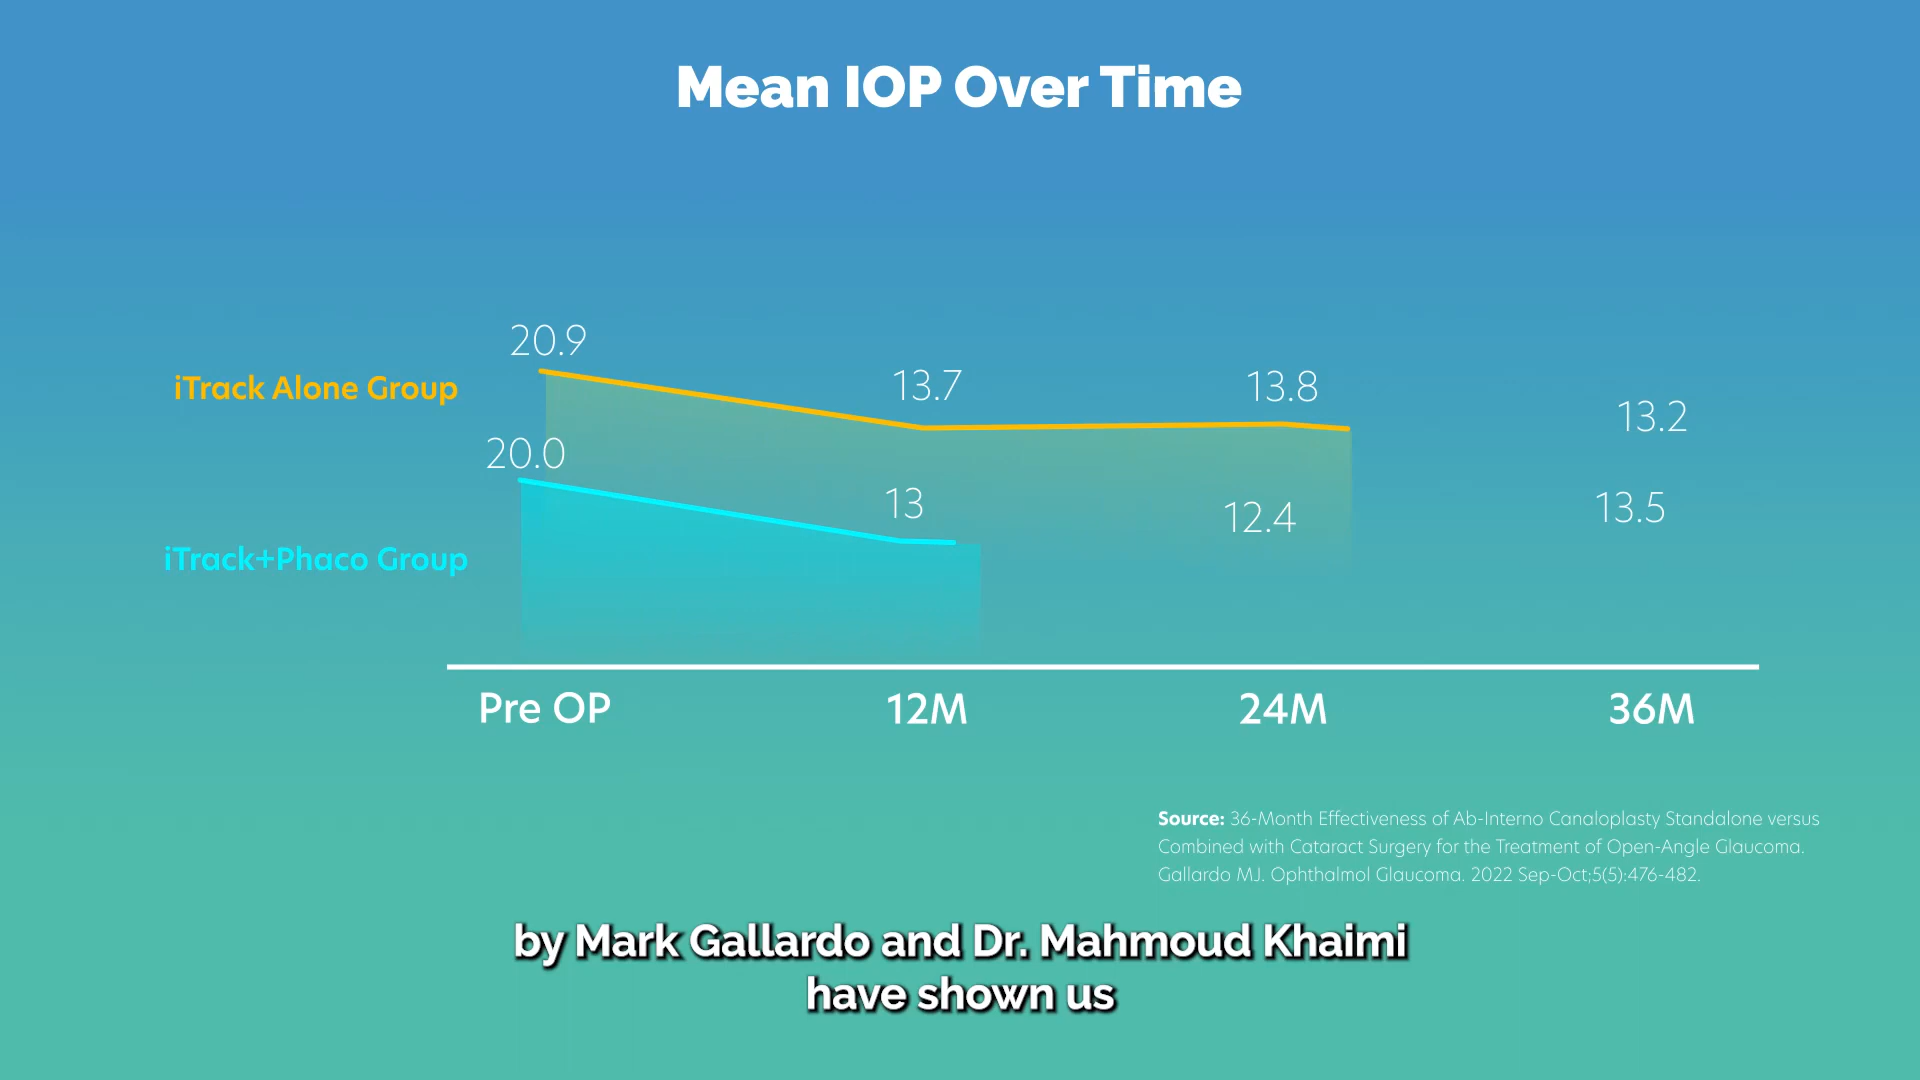 Mean IOP Over Time
20.9
iTrack Alone Group
13.7
13.8
13.2
20.0
iTrack+Phaco Group
13
12.4
13.5
Pre OP
12M
24M
36M
Source: 36-Month Effectiveness of Ab-Interno Canaloplasty Standalone versus
Combined with Cataract Surgery for the Treatment of Open-Angle Glaucoma.
Gallardo MJ. Ophthalmol Glaucoma. 2022 Sep-Oct;5(5):476-482.
by Mark Gallardo and Dr. Mahmoud Khaimi
have shown us